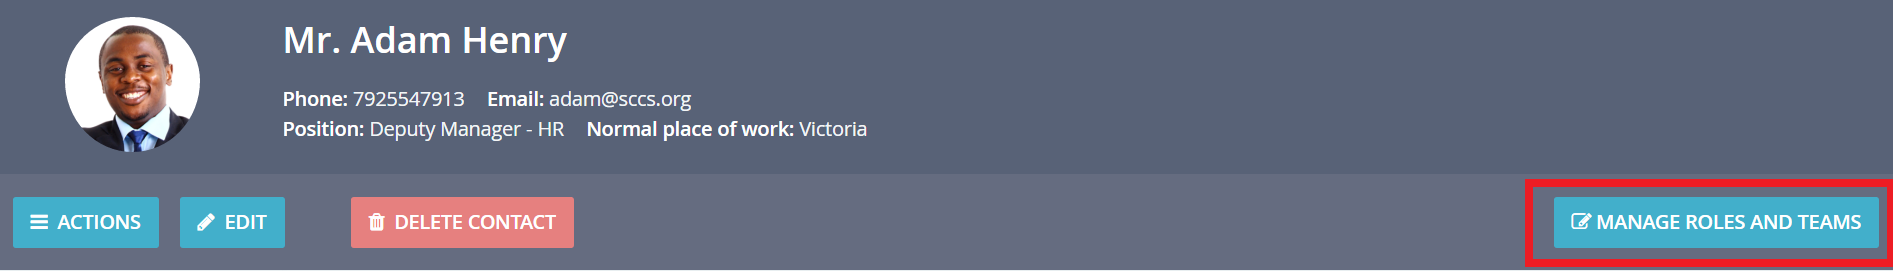 Mr. Adam Henry
Phone: 7925547913 Email: adam@sccs.org
Position: Deputy Manager - HR Normal place of work: Victoria
ACTIONS EDIT DELETE CONTACT MANAGE ROLES AND TEAMS